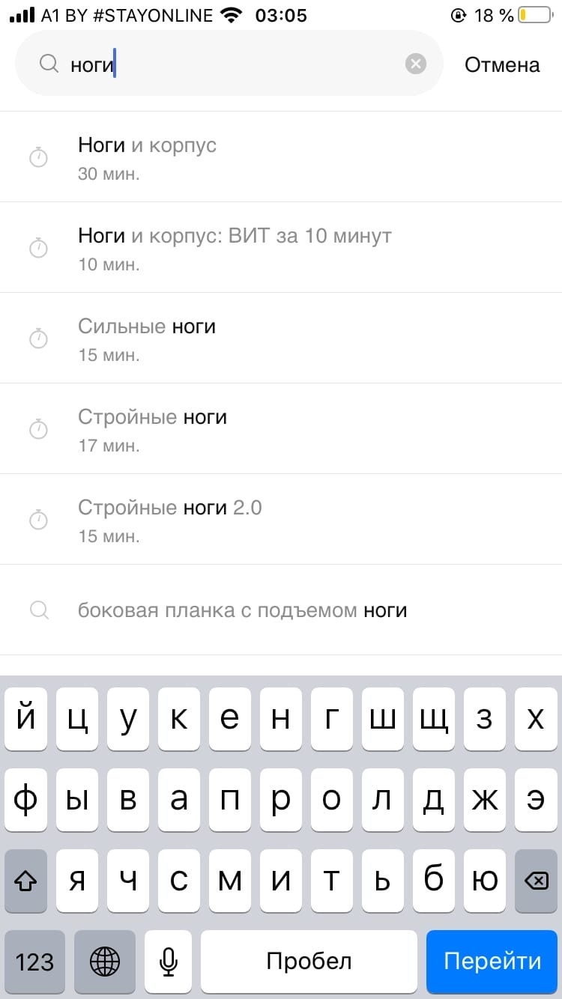 A1 BY #STAYONLINE 03:05 18 %
ноги Отмена
Ноги и корпус
30 мин.
Ноги и корпус: ВИТ за 10 минут
10 мин.
Сильные ноги
15 мин.
Стройные ноги
17 мин.
Стройные ноги 2.0
15 мин.
боковая планка с подъемом ноги
й ц у к е н г ш щ з х
ф ы в а п р о л д ж э
я ч с м и т ь б ю
123 Пробел Перейти